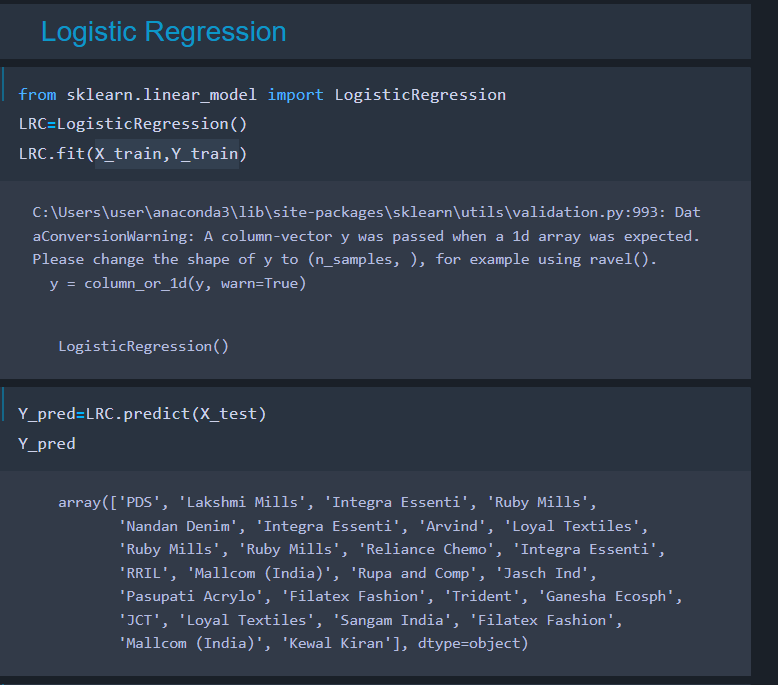 Logistic Regression
from sklearn.linear_model import LogisticRegression
LRC=LogisticRegression()
LRC.fit(X_train,Y_train)
C:\Users\user\anaconda3\lib\site-packages\sklearn\utils\validation.py:993: Dat
aConversionWarning: A column-vector y was passed when a 1d array was expected.
Please change the shape of y to (n_samples, ), for example using ravel().
y = column_or_1d(y, warn=True)
LogisticRegression()
Y_pred=LRC.predict(X_test)
Y_pred
array(['PDS', 'Lakshmi Mills', 'Integra Essenti', 'Ruby Mills',
'Nandan Denim', 'Integra Essenti', 'Arvind', 'Loyal Textiles',
'Ruby Mills', 'Ruby Mills', 'Reliance Chemo', 'Integra Essenti',
'RRIL', 'Mallcom (India)', 'Rupa and Comp', 'Jasch Ind',
'Pasupati Acrylo', 'Filatex Fashion', 'Trident', 'Ganesha Ecosph',
'JCT', 'Loyal Textiles', 'Sangam India', 'Filatex Fashion',
'Mallcom (India)', 'Kewal Kiran'], dtype=object)